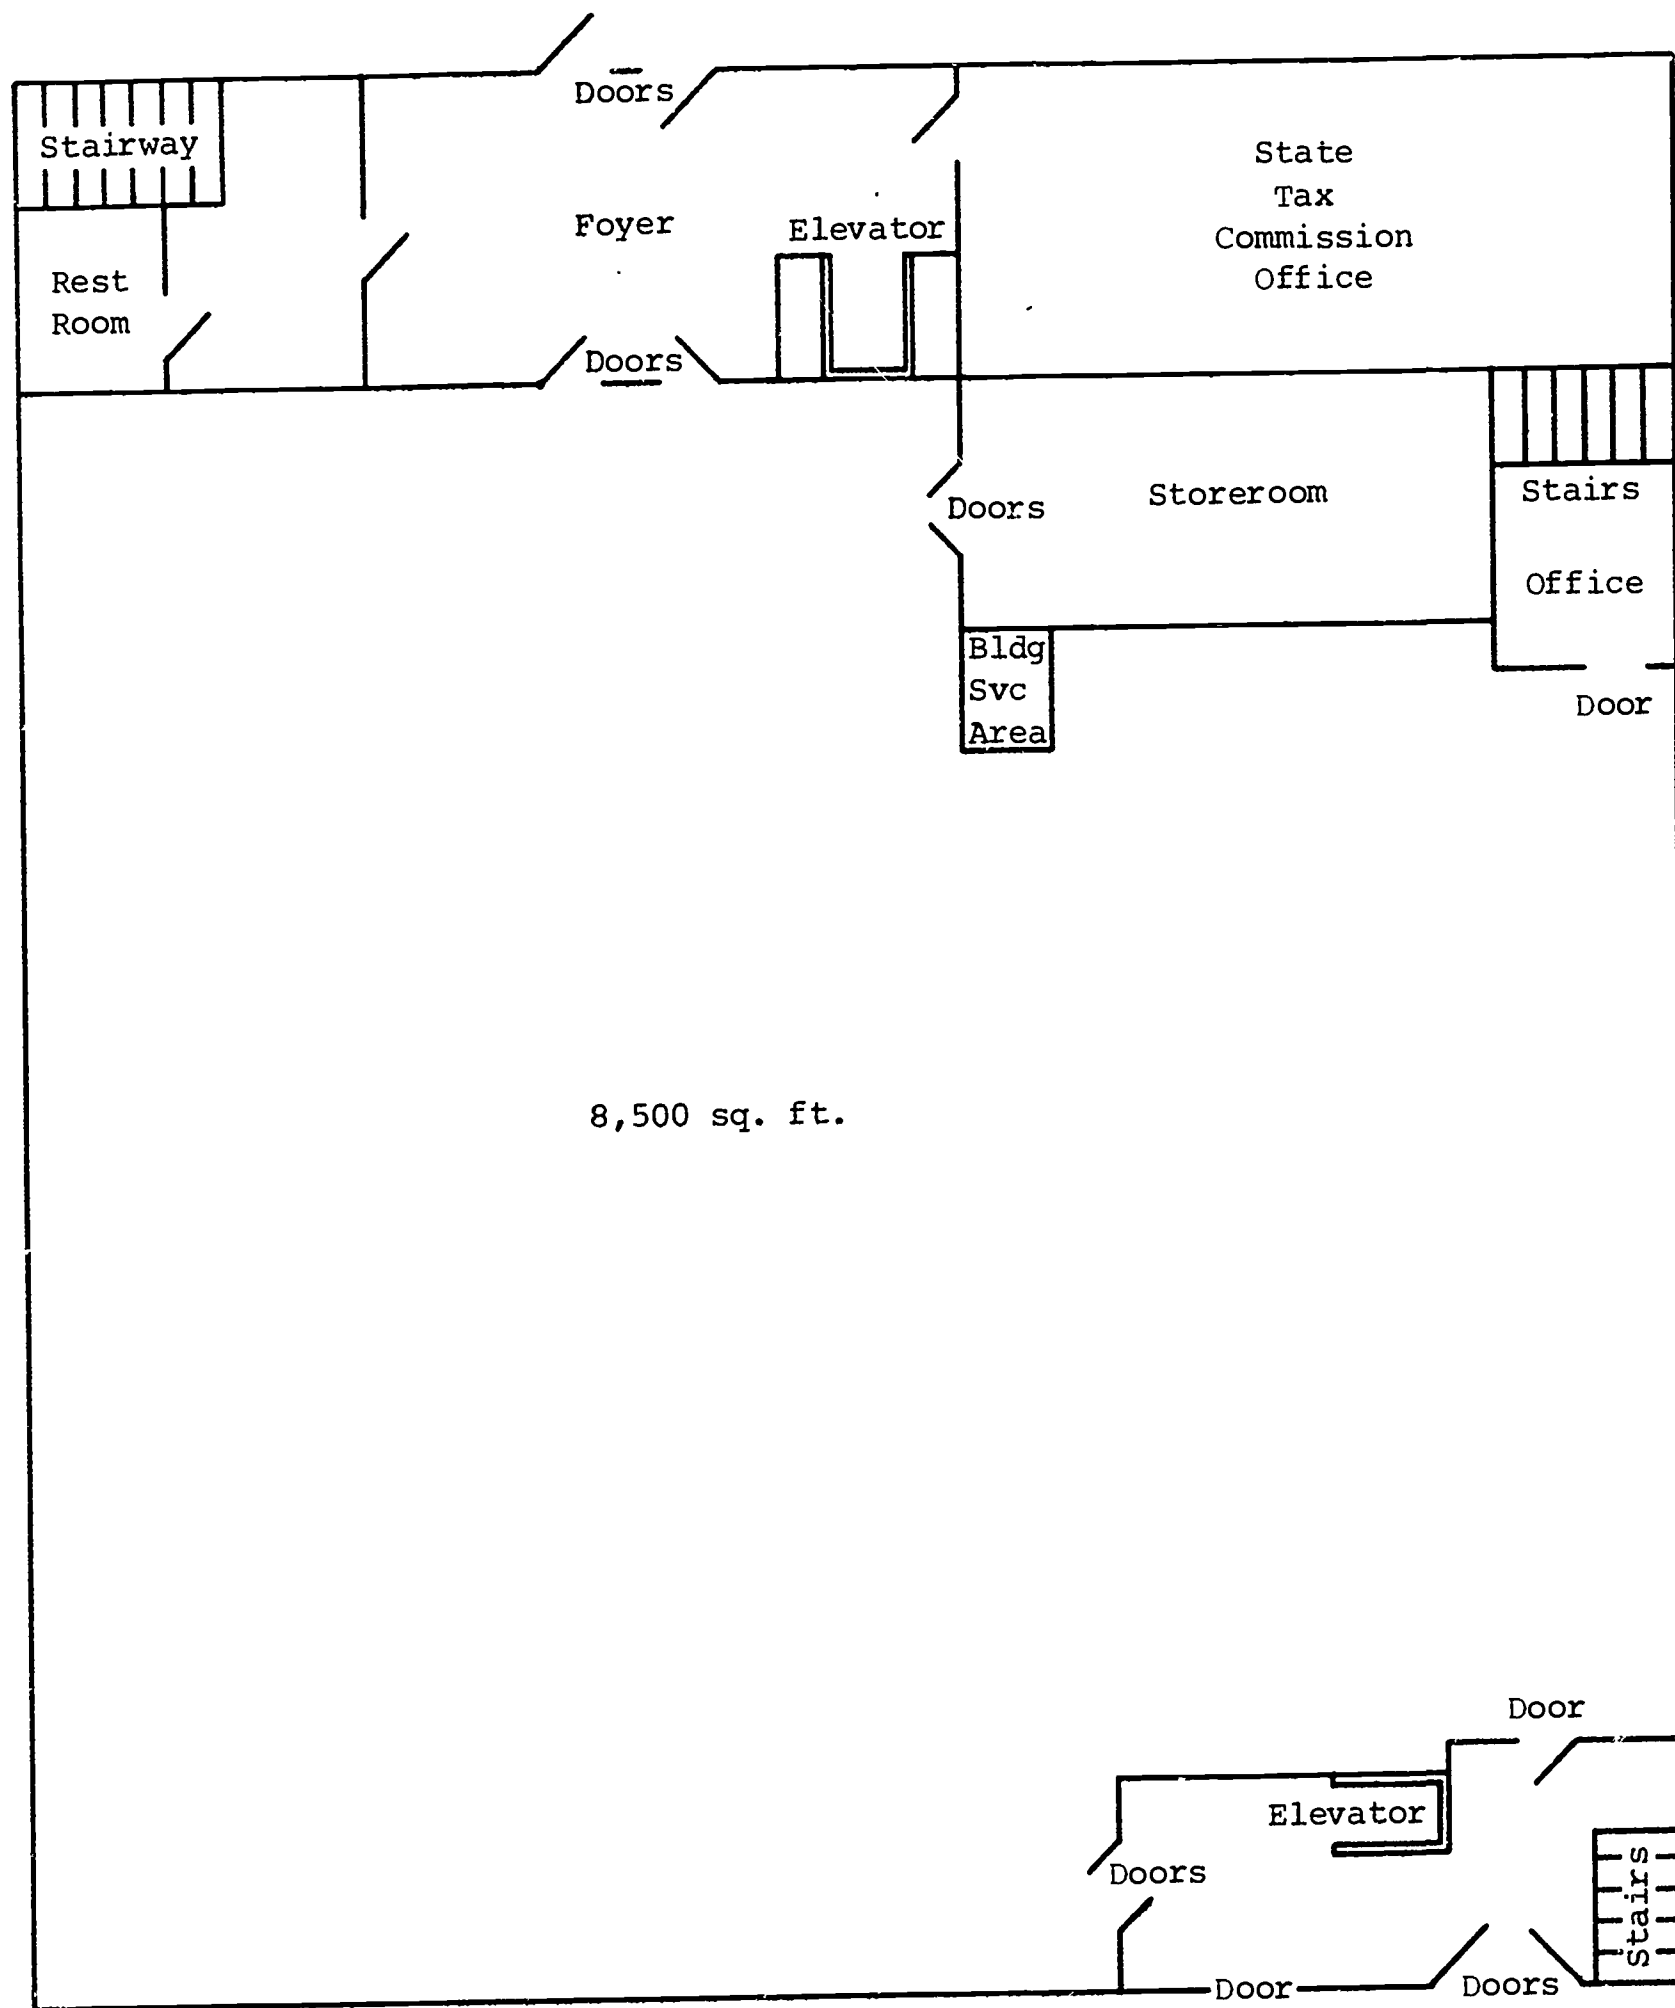 Doors
Stairway
State
Tax
Commission
Office
Foyer
Elevator
Rest
Room
Doors
Doors
Storeroom
Stairs
Office
Bldg
Svc
Area
Door
8,500 sq. ft.
Door
Elevator
Doors
Stairs
Door
Doors